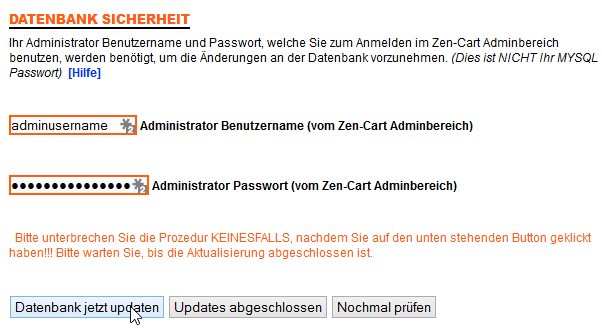 DATENBANK SICHERHEIT
Ihr Administrator Benutzername und Passwort, welche Sie zum Anmelden im Zen-Cart Adminbereich
benutzen, werden benötigt, um die Änderungen an der Datenbank vorzunehmen. (Dies ist NICHT Ihr MYSQL
Passwort) [Hilfe]
adminusername Administrator Benutzername (vom Zen-Cart Adminbereich)
●●●●●●●●●●●●●●● Administrator Passwort (vom Zen-Cart Adminbereich)
Bitte unterbrechen Sie die Prozedur KEINESFALLS, nachdem Sie auf den unten stehenden Button geklickt
haben!!! Bitte warten Sie, bis die Aktualisierung abgeschlossen ist.
Datenbank jetzt updaten Updates abgeschlossen Nochmal prüfen